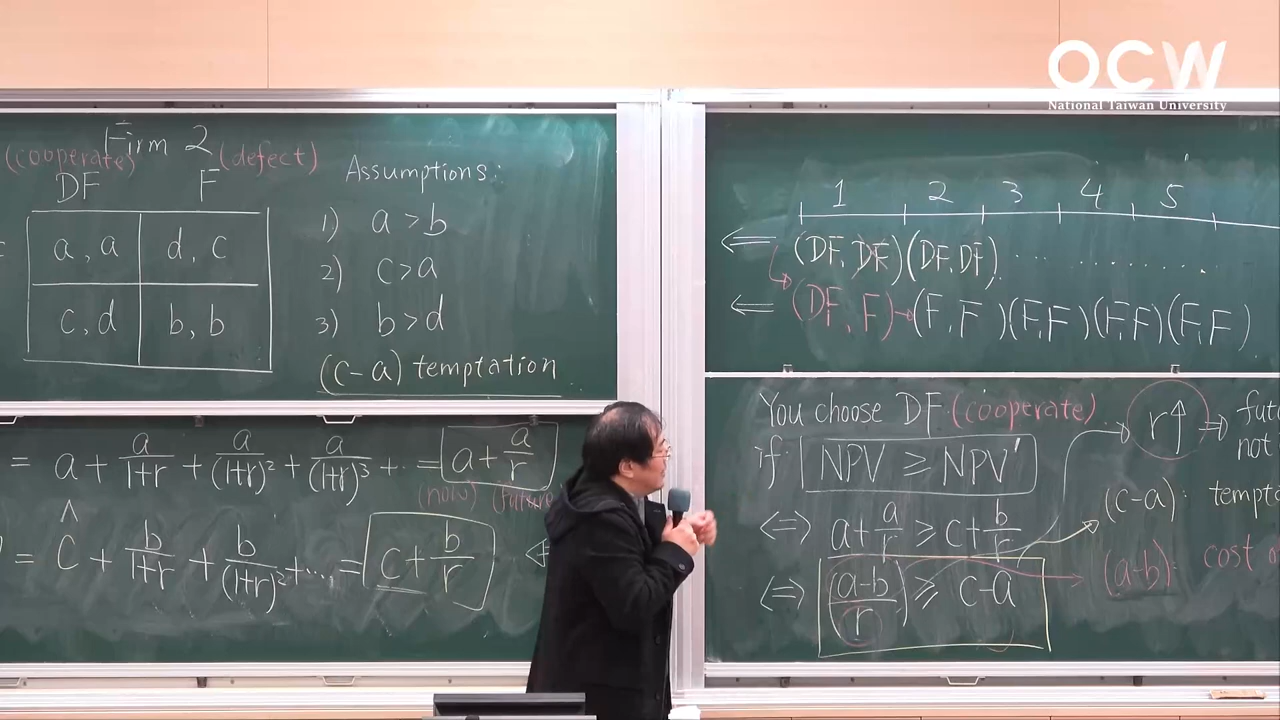 OCW
National Taiwan University
Firm 2
(cooperate) (defect)
DF F
a, a d, c
c, d b, b
Assumptions:
1) a > b
2) c > a
3) b > d
(c-a) temptation
= a + a/(1+r) + a/(1+r)² + a/(1+r)³ + ... = a + a/r
(now) (future
= c + b/(1+r) + b/(1+r)² + ... = c + b/r
1 2 3 4 5
⇐ (DF, DF) (DF, DF) ...........
⇐ (DF, F) → (F, F) (F,F) (F,F) (F,F)
You choose DF (cooperate)
if NPV ≥ NPV'
⇔ a + a/r ≥ c + b/r
⇔ (a-b)/r ≥ c-a
r↑ ⇒ fut
not
(c-a): tempt
(a-b): cost